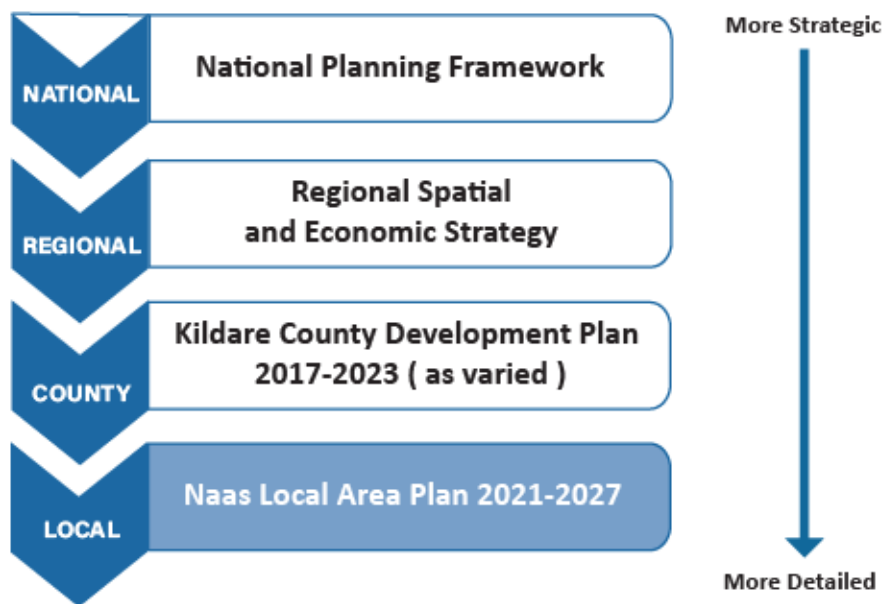 More Strategic
NATIONAL
National Planning Framework
REGIONAL
Regional Spatial
and Economic Strategy
COUNTY
Kildare County Development Plan
2017-2023 ( as varied )
LOCAL
Naas Local Area Plan 2021-2027
More Detailed